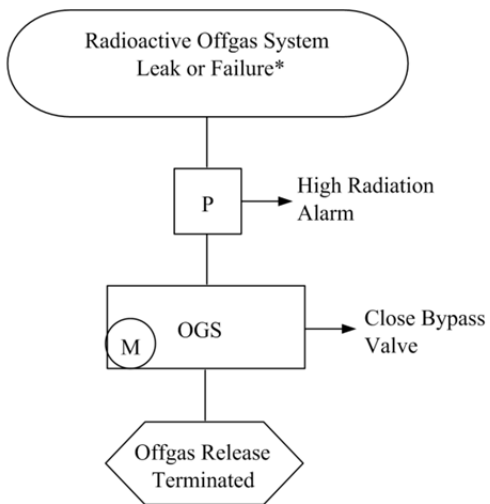 Radioactive Offgas System
Leak or Failure*
P
High Radiation
Alarm
M
OGS
Close Bypass
Valve
Offgas Release
Terminated